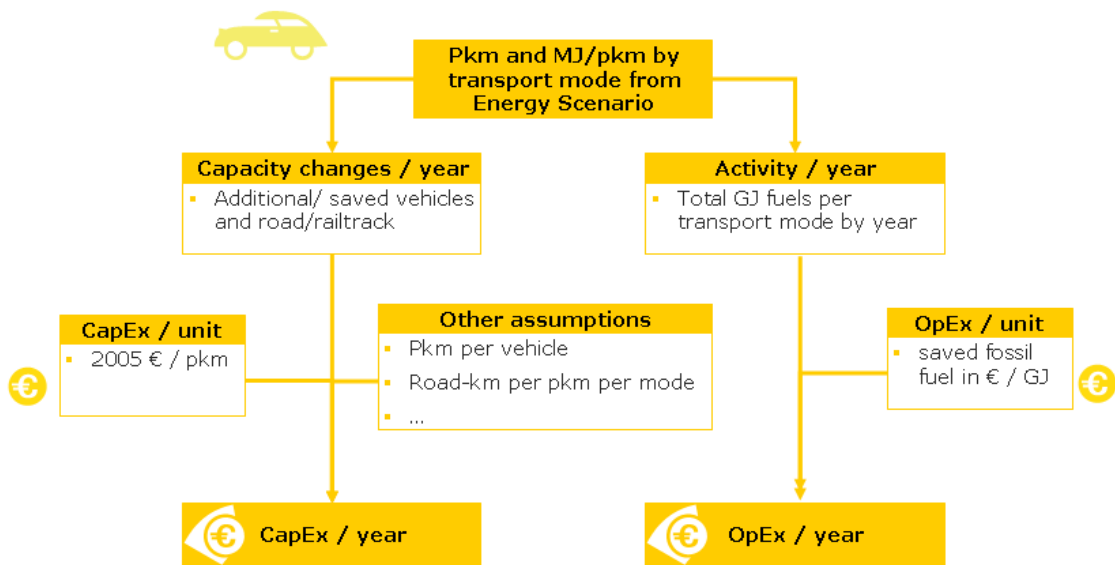 Pkm and MJ/pkm by
transport mode from
Energy Scenario
Capacity changes / year
▪ Additional/ saved vehicles
and road/railtrack
Activity / year
▪ Total GJ fuels per
transport mode by year
CapEx / unit
▪ 2005 € / pkm
€
Other assumptions
▪ Pkm per vehicle
▪ Road-km per pkm per mode
▪ ...
OpEx / unit
▪ saved fossil
fuel in € / GJ
€
€ CapEx / year
€ OpEx / year